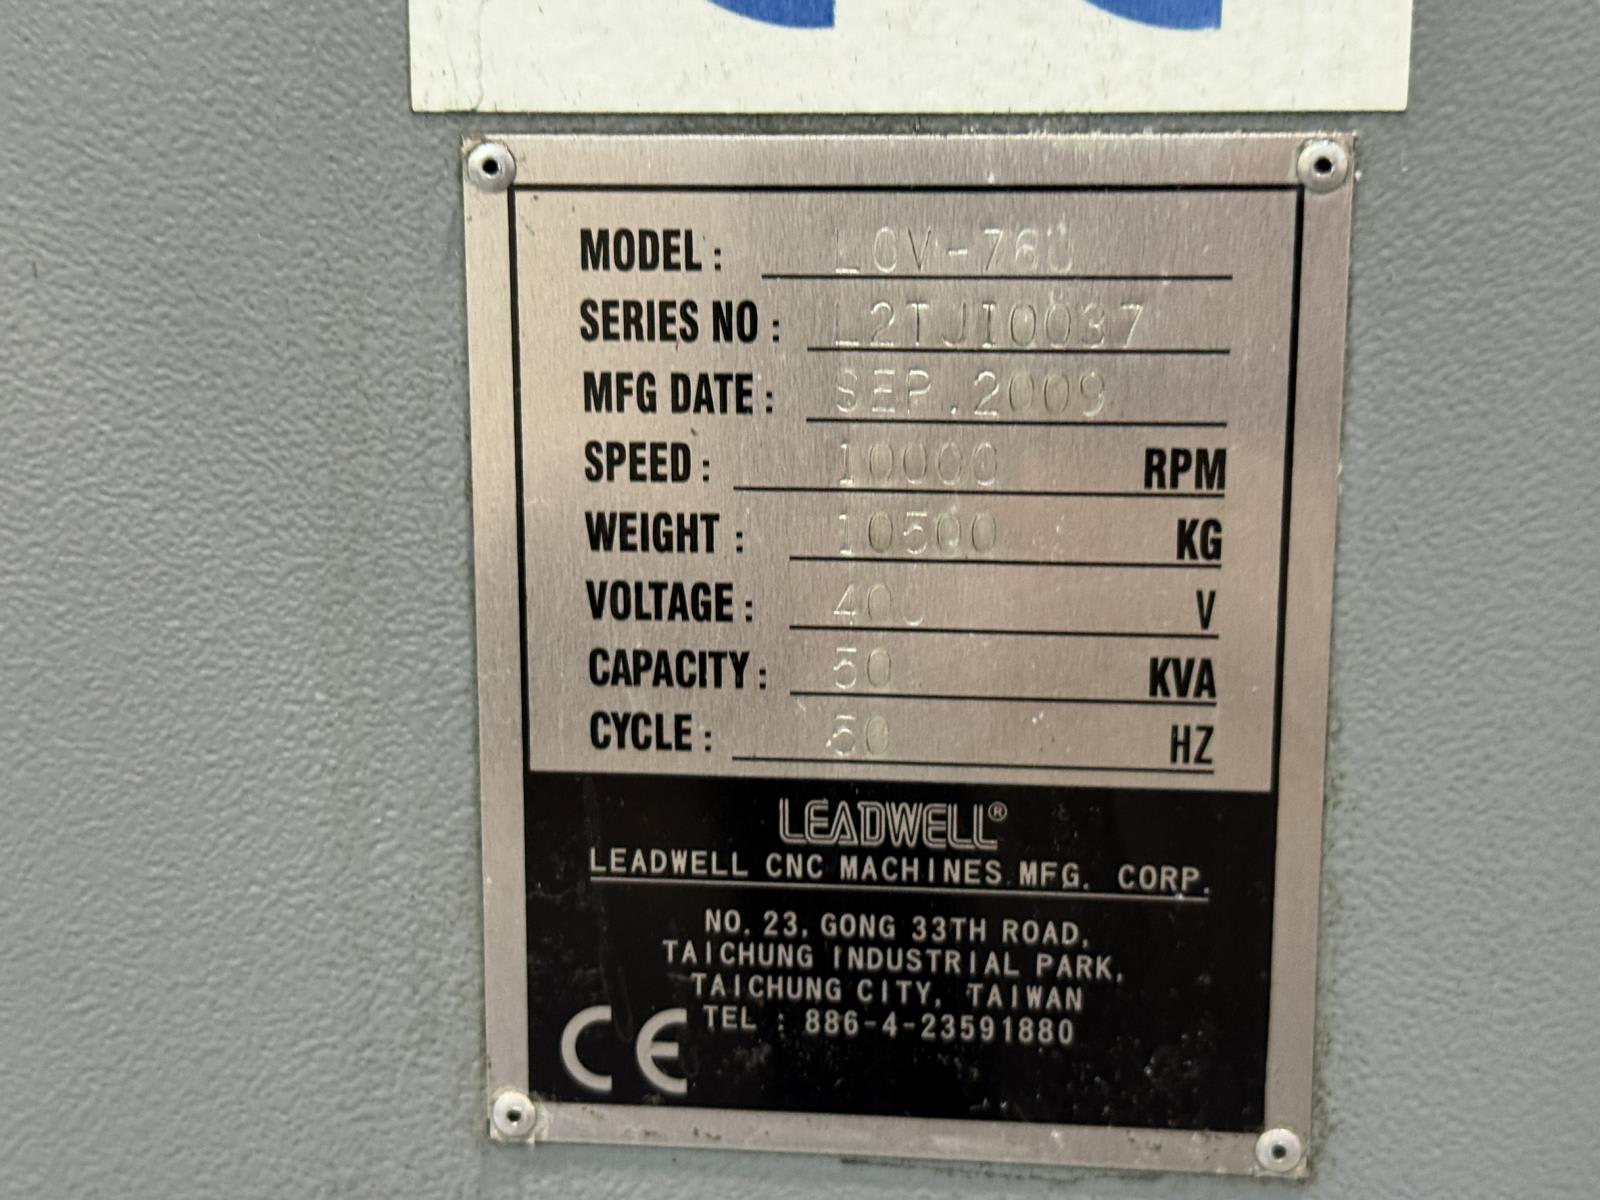 MODEL : LCV-760
SERIES NO : L2TJI0037
MFG DATE : SEP.2009
SPEED : 10000 RPM
WEIGHT : 10500 KG
VOLTAGE : 400 V
CAPACITY : 50 KVA
CYCLE : 50 HZ
LEADWELL®
LEADWELL CNC MACHINES MFG. CORP.
NO. 23, GONG 33TH ROAD,
TAICHUNG INDUSTRIAL PARK,
TAICHUNG CITY, TAIWAN
TEL : 886-4-23591880
CE